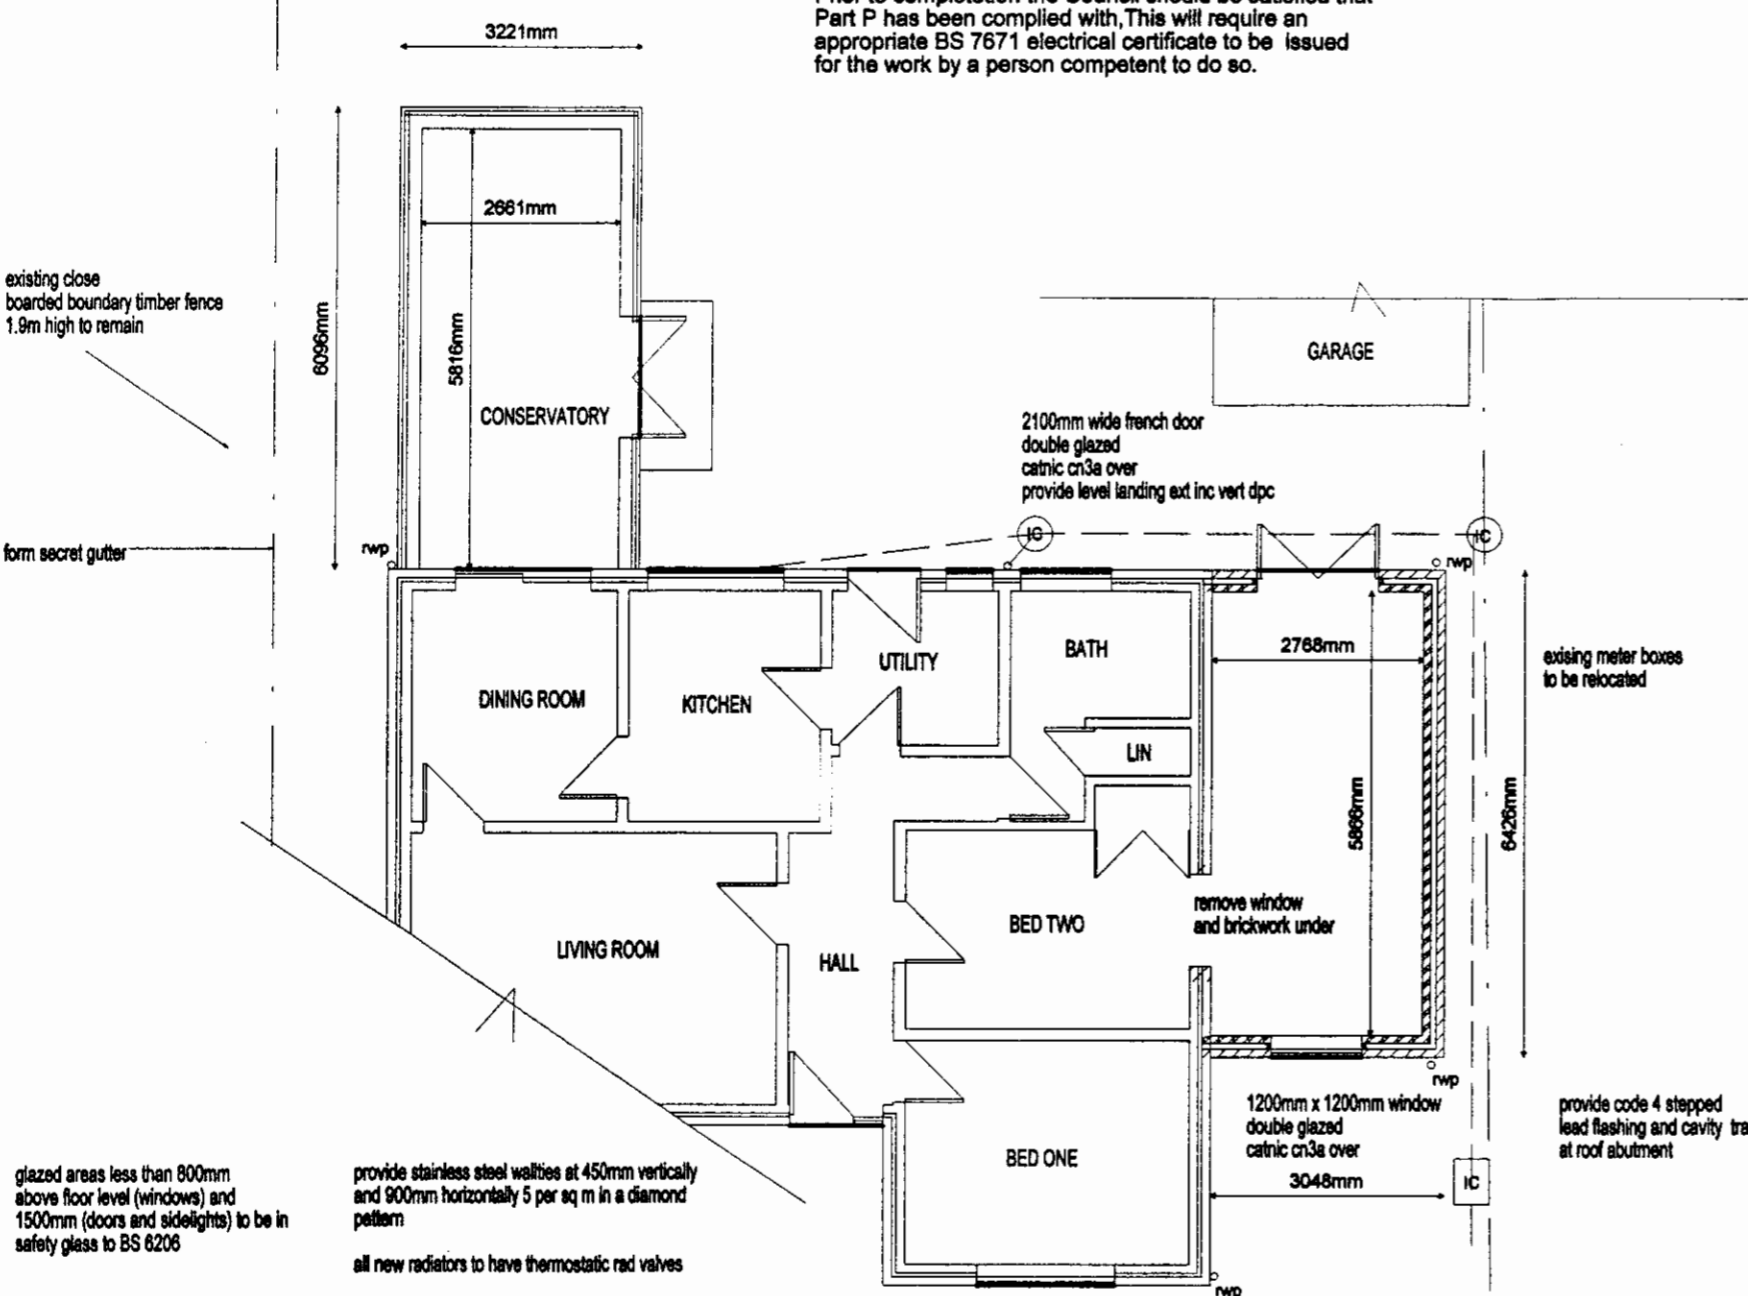 Part P has been complied with,This will require an
appropriate BS 7671 electrical certificate to be issued
for the work by a person competent to do so.
3221mm
2661mm
existing close
boarded boundary timber fence
1.9m high to remain
6096mm
5816mm
CONSERVATORY
GARAGE
2100mm wide french door
double glazed
catnic cn3a over
provide level landing ext inc vert dpc
form secret gutter
rwp
IC
IC
rwp
DINING ROOM
KITCHEN
UTILITY
BATH
2768mm
exising meter boxes
to be relocated
LIN
5866mm
6426mm
LIVING ROOM
HALL
BED TWO
remove window
and brickwork under
rwp
BED ONE
1200mm x 1200mm window
double glazed
catnic cn3a over
3048mm
IC
provide code 4 stepped
lead flashing and cavity
at roof abutment
glazed areas less than 800mm
above floor level (windows) and
1500mm (doors and sidelights) to be in
safety glass to BS 6206
provide stainless steel wallties at 450mm vertically
and 900mm horizontally 5 per sq m in a diamond
pattern
all new radiators to have thermostatic rad valves
rwp